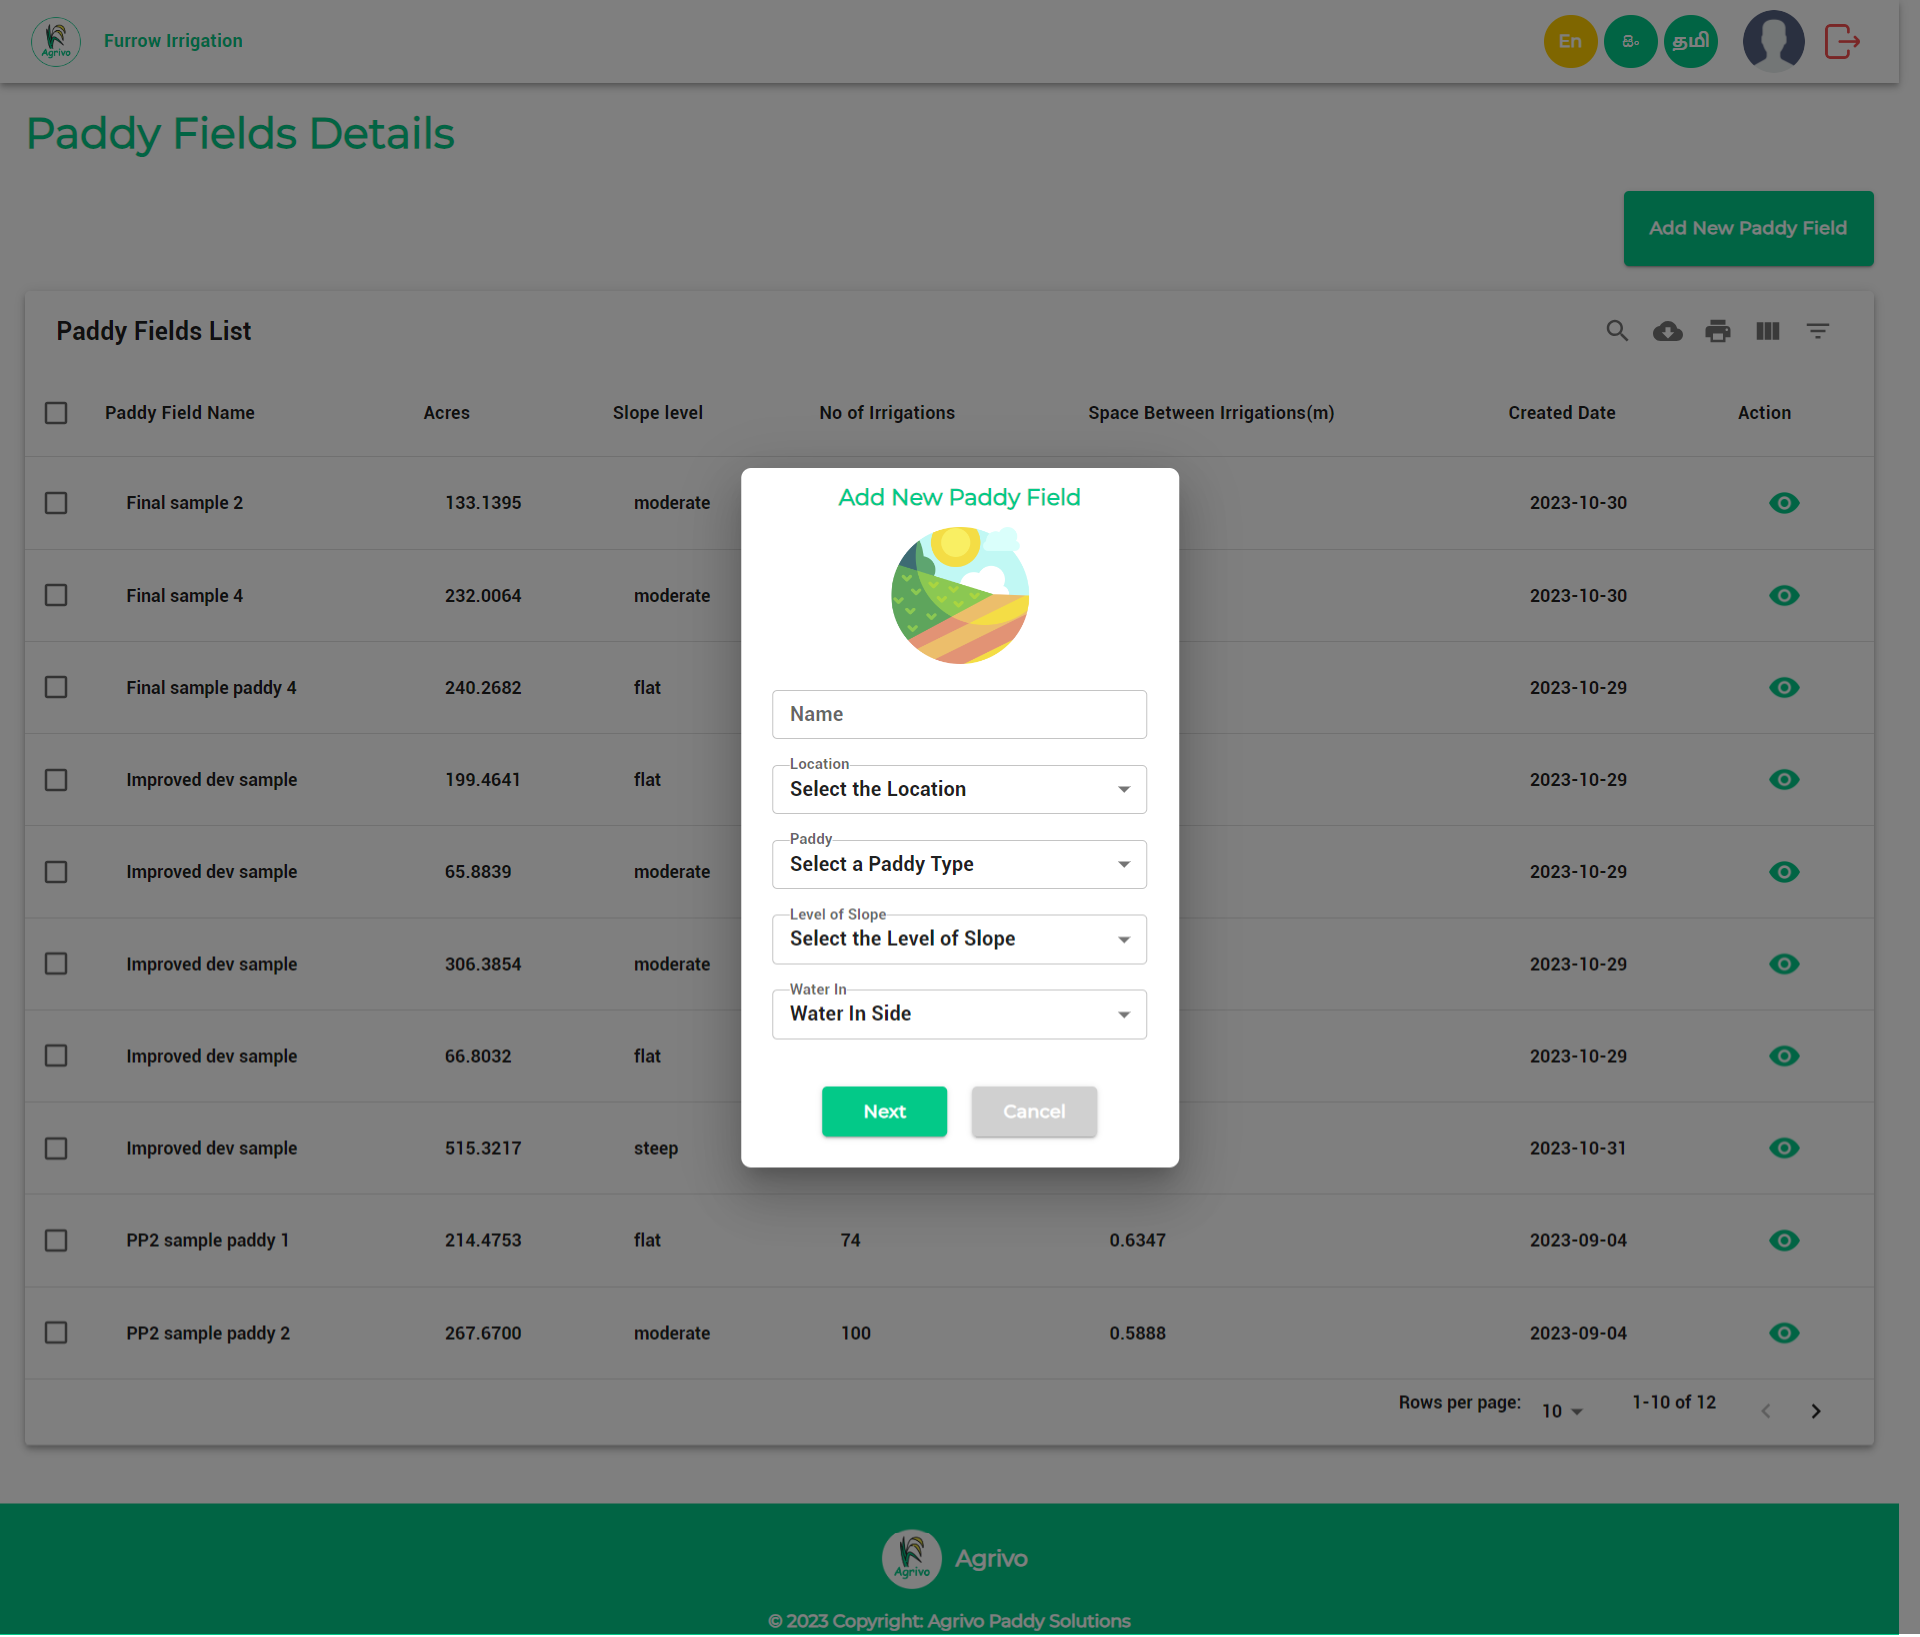 Agrivo
Furrow Irrigation
En
සිං
தமி
Paddy Fields Details
Add New Paddy Field
Paddy Fields List
Paddy Field Name Acres Slope level No of Irrigations Space Between Irrigations(m) Created Date Action
Final sample 2 133.1395 moderate 2023-10-30
Final sample 4 232.0064 moderate 2023-10-30
Final sample paddy 4 240.2682 flat 2023-10-29
Improved dev sample 199.4641 flat 2023-10-29
Improved dev sample 65.8839 moderate 2023-10-29
Improved dev sample 306.3854 moderate 2023-10-29
Improved dev sample 66.8032 flat 2023-10-29
Improved dev sample 515.3217 steep 2023-10-31
PP2 sample paddy 1 214.4753 flat 74 0.6347 2023-09-04
PP2 sample paddy 2 267.6700 moderate 100 0.5888 2023-09-04
Rows per page: 10 1-10 of 12
Add New Paddy Field
Name
Location
Select the Location
Paddy
Select a Paddy Type
Level of Slope
Select the Level of Slope
Water In
Water In Side
Next Cancel
Agrivo
Agrivo
© 2023 Copyright: Agrivo Paddy Solutions